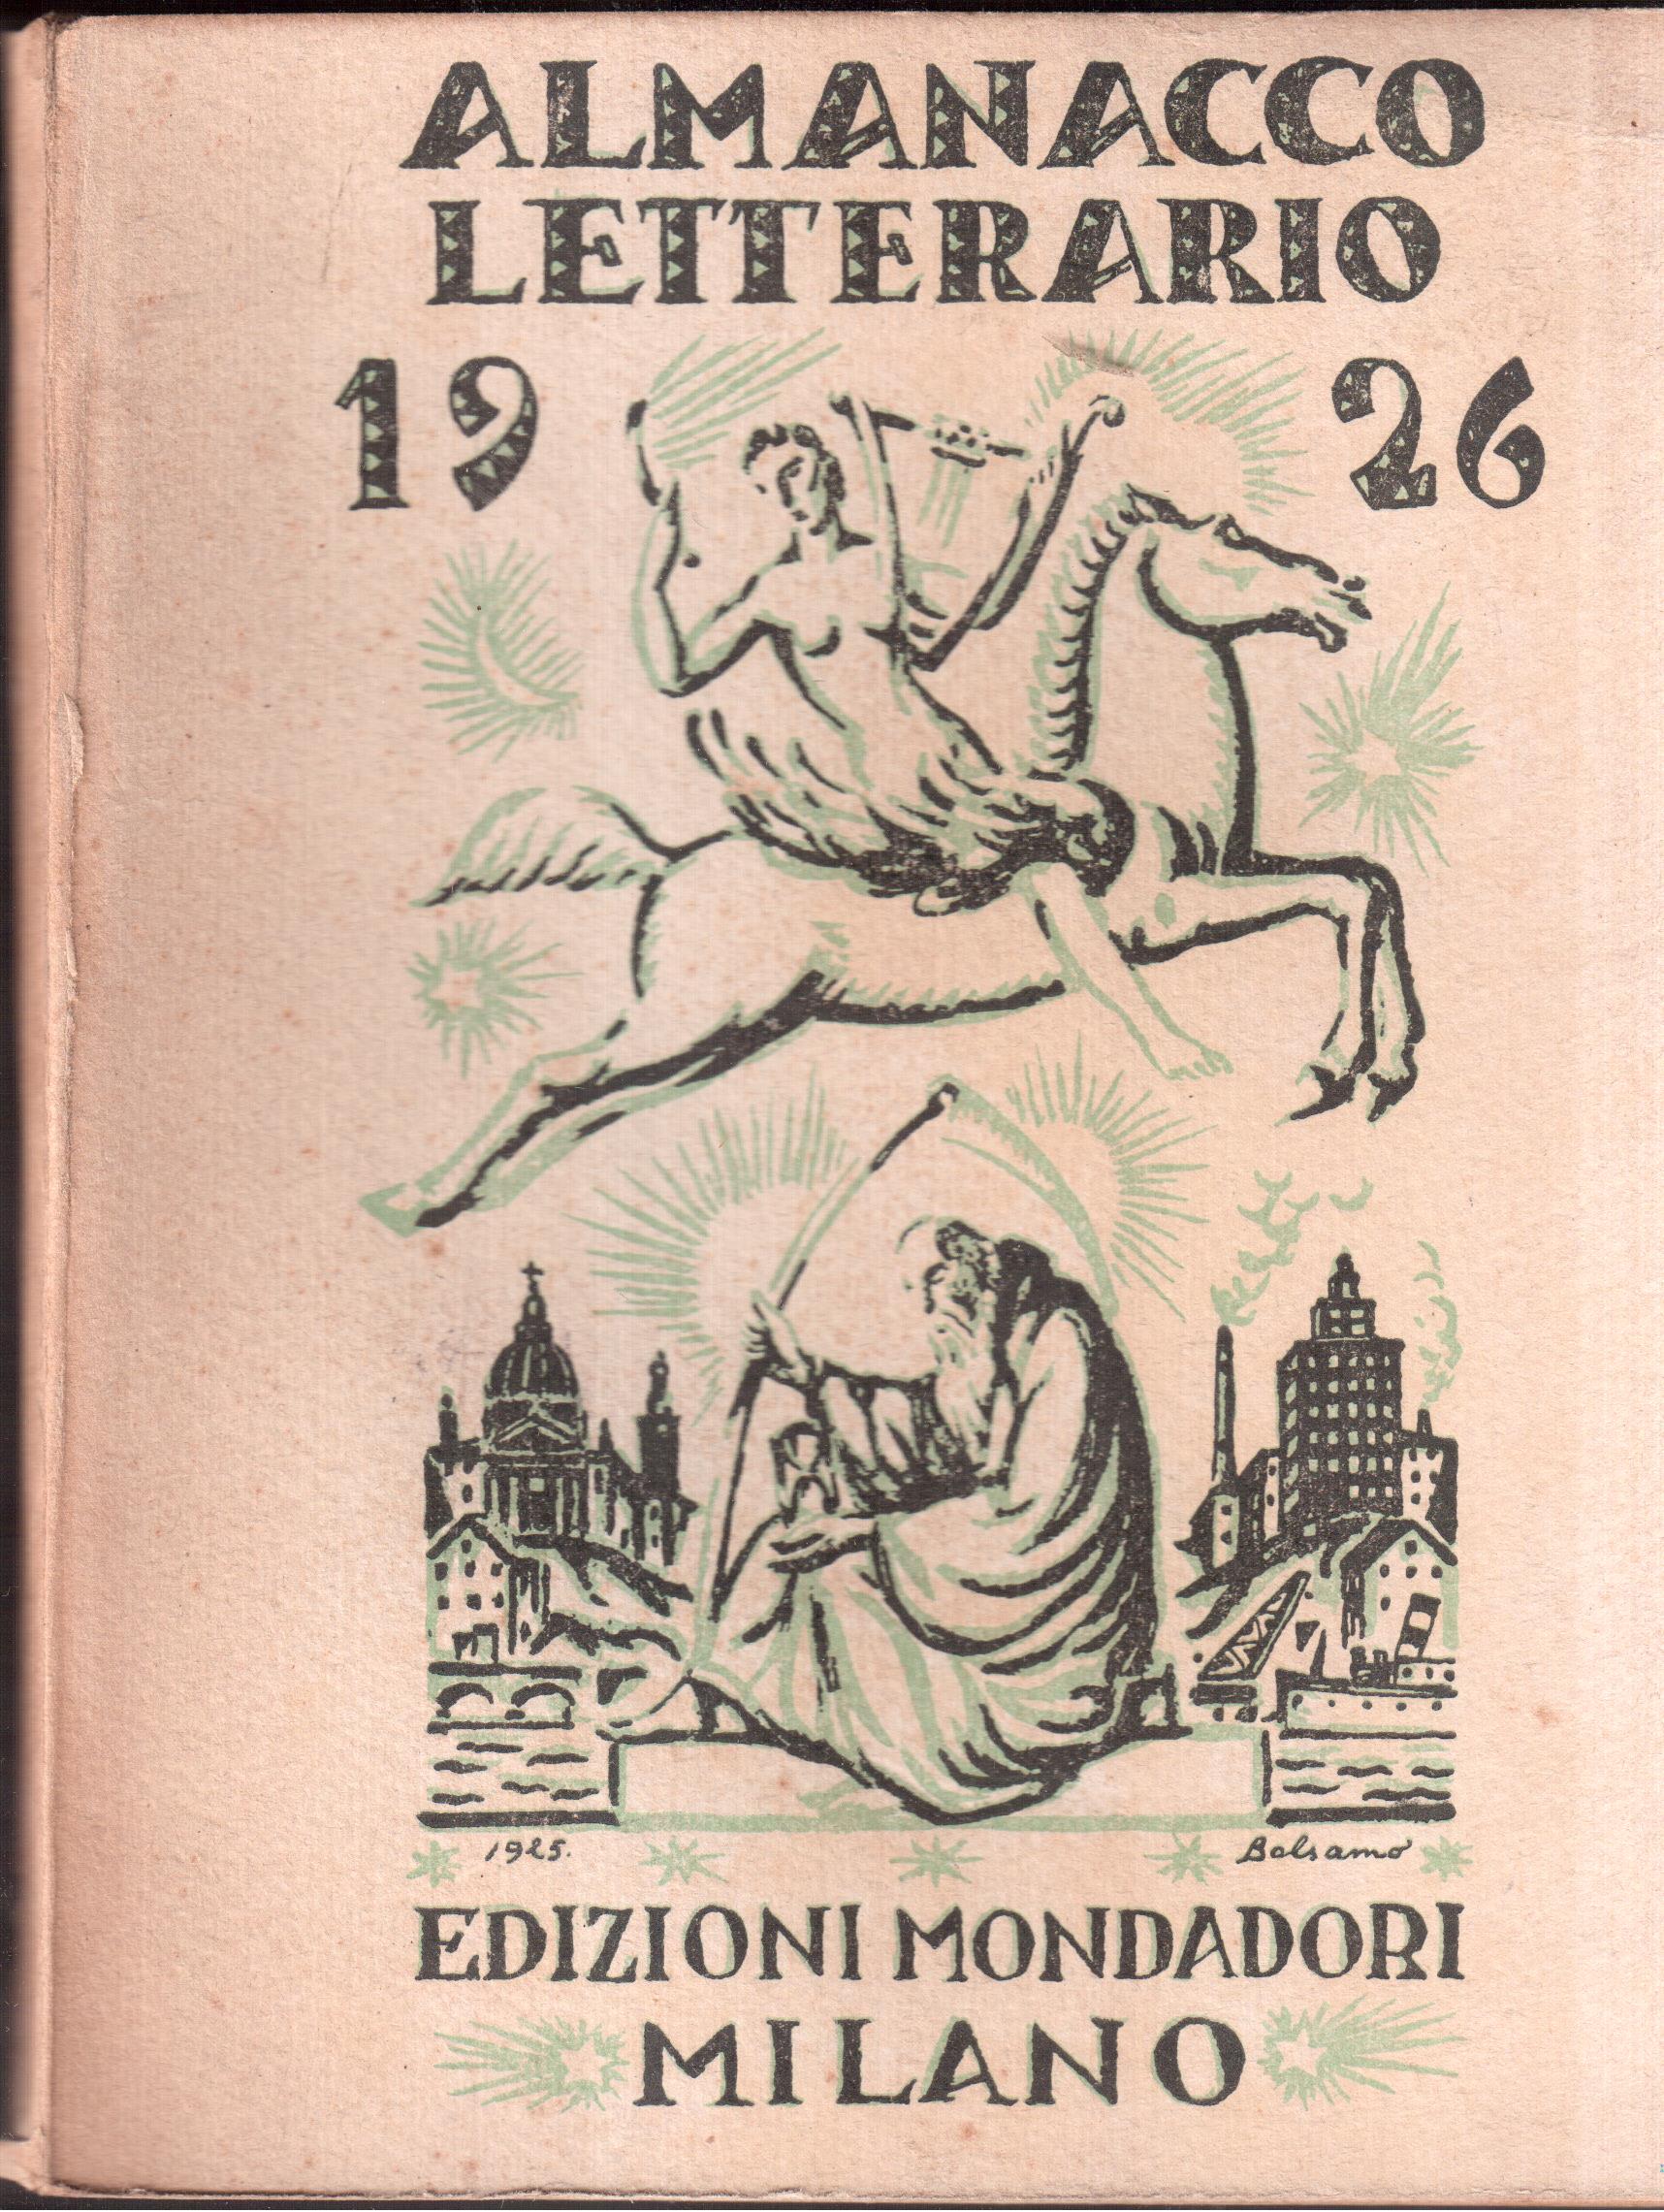 ALMANACCO
LETTERARIO
19 26
1925. Balsamo
EDIZIONI MONDADORI
MILANO